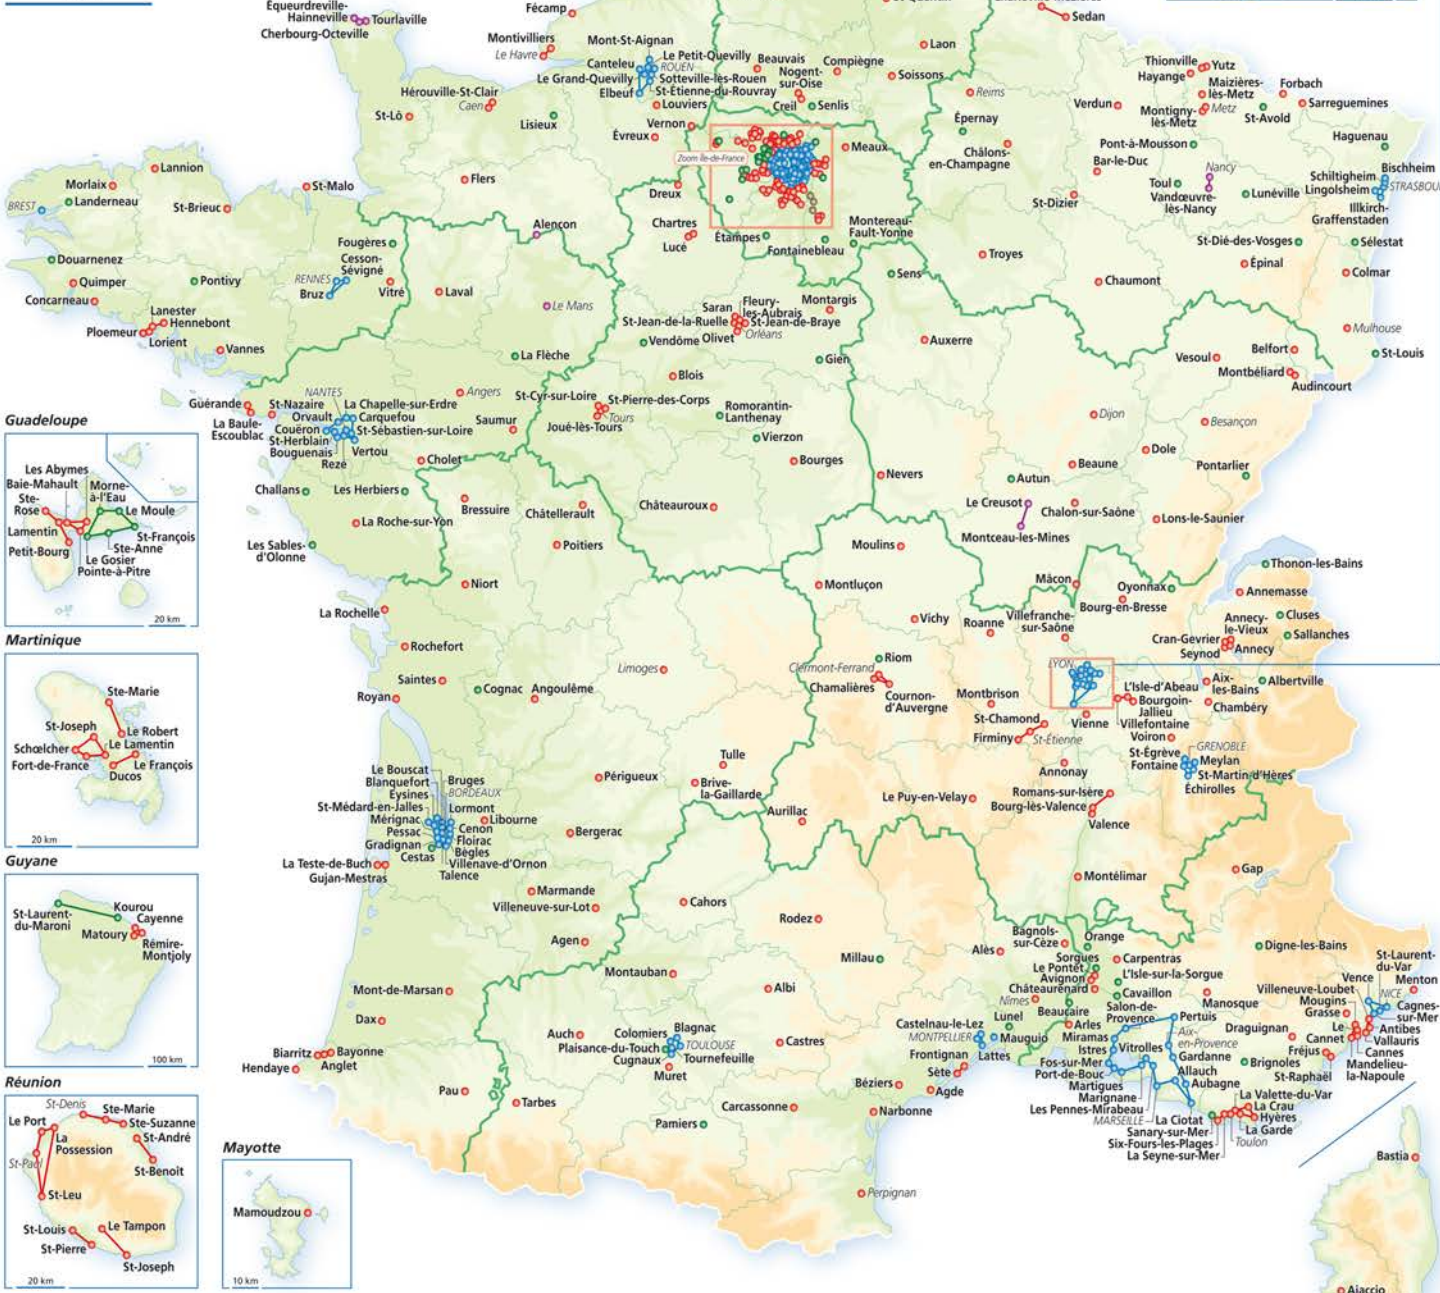 Equeurdreville-
Hainneville
Tourlaville
Cherbourg-Octeville
Fécamp
Montivilliers
Le Havre
Mont-St-Aignan
Canteleu
Le Petit-Quevilly
ROUEN
Le Grand-Quevilly
Sotteville-lès-Rouen
Elbeuf
St-Étienne-du-Rouvray
Louviers
Beauvais
Compiègne
Nogent-
sur-Oise
Creil
Senlis
Laon
Soissons
Sedan
Reims
Thionville
Yutz
Hayange
Maizières-
lès-Metz
Forbach
Verdun
Montigny-
lès-Metz
Metz
St-Avold
Sarreguemines
Hérouville-St-Clair
Caen
St-Lô
Lisieux
Vernon
Évreux
Zoom Île-de-France
Meaux
Épernay
Châlons-
en-Champagne
Pont-à-Mousson
Bar-le-Duc
Nancy
Toul
Vandœuvre-
lès-Nancy
Lunéville
Haguenau
Bischheim
Schiltigheim
Lingolsheim
STRASBOU
Illkirch-
Graffenstaden
Lannion
Morlaix
Landerneau
BREST
St-Brieuc
St-Malo
Flers
Dreux
Alençon
Chartres
Lucé
Étampes
Fontainebleau
Montereau-
Fault-Yonne
St-Dizier
Troyes
St-Dié-des-Vosges
Sélestat
Épinal
Colmar
Chaumont
Sens
Douarnenez
Quimper
Concarneau
Pontivy
Fougères
Cesson-
Sévigné
RENNES
Bruz
Vitré
Laval
Le Mans
Lanester
Hennebont
Ploemeur
Lorient
Vannes
Saran
Fleury-
les-Aubrais
Montargis
St-Jean-de-la-Ruelle
St-Jean-de-Braye
Vendôme
Olivet
Orléans
La Flèche
Gien
Auxerre
Mulhouse
St-Louis
Vesoul
Belfort
Montbéliard
Audincourt
Blois
Guérande
La Baule-
Escoublac
St-Nazaire
NANTES
La Chapelle-sur-Erdre
Orvault
Carquefou
Couëron
St-Sébastien-sur-Loire
St-Herblain
Bouguenais
Vertou
Rezé
Angers
Saumur
Cholet
St-Cyr-sur-Loire
St-Pierre-des-Corps
Tours
Joué-lès-Tours
Romorantin-
Lanthenay
Vierzon
Bourges
Nevers
Dijon
Besançon
Beaune
Dole
Autun
Pontarlier
Le Creusot
Chalon-sur-Saône
Montceau-les-Mines
Lons-le-Saunier
Guadeloupe
Les Abymes
Baie-Mahault
Morne-
à-l'Eau
Ste-
Rose
Le Moule
Lamentin
St-François
Petit-Bourg
Ste-Anne
Le Gosier
Pointe-à-Pitre
20 km
Challans
Les Herbiers
La Roche-sur-Yon
Les Sables-
d'Olonne
Bressuire
Châtellerault
Châteauroux
Poitiers
Niort
Moulins
Montluçon
Mâcon
Oyonnax
Bourg-en-Bresse
Thonon-les-Bains
Annemasse
Cluses
Annecy-
le-Vieux
Sallanches
Cran-Gevrier
Seynod
Annecy
La Rochelle
Rochefort
Saintes
Royan
Cognac
Angoulême
Limoges
Vichy
Roanne
Villefranche-
sur-Saône
Riom
Clermont-Ferrand
Chamalières
Cournon-
d'Auvergne
Montbrison
St-Chamond
Firminy
St-Étienne
LYON
Vienne
L'Isle-d'Abeau
Bourgoin-
Jallieu
Villefontaine
Voiron
Aix-
les-Bains
Chambéry
Albertville
St-Égrève
Fontaine
GRENOBLE
Meylan
St-Martin-d'Hères
Échirolles
Martinique
Ste-Marie
St-Joseph
Le Robert
Schœlcher
Le Lamentin
Fort-de-France
Le François
Ducos
20 km
Le Bouscat
Blanquefort
Eysines
Bruges
BORDEAUX
St-Médard-en-Jalles
Lormont
Mérignac
Pessac
Cenon
Floirac
Gradignan
Bègles
Cestas
Villenave-d'Ornon
Talence
Libourne
La Teste-de-Buch
Gujan-Mestras
Périgueux
Bergerac
Tulle
Brive-
la-Gaillarde
Aurillac
Le Puy-en-Velay
Annonay
Romans-sur-Isère
Bourg-lès-Valence
Valence
Montélimar
Gap
Guyane
St-Laurent-
du-Maroni
Kourou
Cayenne
Matoury
Rémire-
Montjoly
100 km
Marmande
Villeneuve-sur-Lot
Agen
Cahors
Rodez
Montauban
Albi
Millau
Mont-de-Marsan
Dax
Biarritz
Bayonne
Anglet
Hendaye
Pau
Tarbes
Auch
Colomiers
Blagnac
Plaisance-du-Touch
TOULOUSE
Cugnaux
Tournefeuille
Muret
Castres
Carcassonne
Pamiers
Bagnols-
sur-Cèze
Orange
Alès
Sorgues
Carpentras
Le Pontet
Avignon
L'Isle-sur-la-Sorgue
Châteaurenard
Cavaillon
Nîmes
Beaucaire
Salon-de-
Provence
Lunel
Arles
Castelnau-le-Lez
MONTPELLIER
Mauguio
Lattes
Frontignan
Sète
Béziers
Agde
Narbonne
Perpignan
Miramas
Istres
Fos-sur-Mer
Port-de-Bouc
Martigues
Marignane
Les Pennes-Mirabeau
MARSEILLE
Vitrolles
Pertuis
Aix-
en-Provence
Gardanne
Allauch
Aubagne
La Ciotat
Sanary-sur-Mer
Six-Fours-les-Plages
La Seyne-sur-Mer
Manosque
Digne-les-Bains
Draguignan
Brignoles
Fréjus
St-Raphaël
La Valette-du-Var
La Crau
Hyères
La Garde
Toulon
Villeneuve-Loubet
Mougins
Grasse
Le
Cannet
Vence
St-Laurent-
du-Var
NICE
Menton
Cagnes-
sur-Mer
Antibes
Vallauris
Cannes
Mandelieu-
la-Napoule
Réunion
St-Denis
Ste-Marie
Le Port
Ste-Suzanne
La
Possession
St-André
St-Paul
St-Benoît
St-Leu
St-Louis
Le Tampon
St-Pierre
St-Joseph
20 km
Mayotte
Mamoudzou
10 km
Bastia
Ajaccio